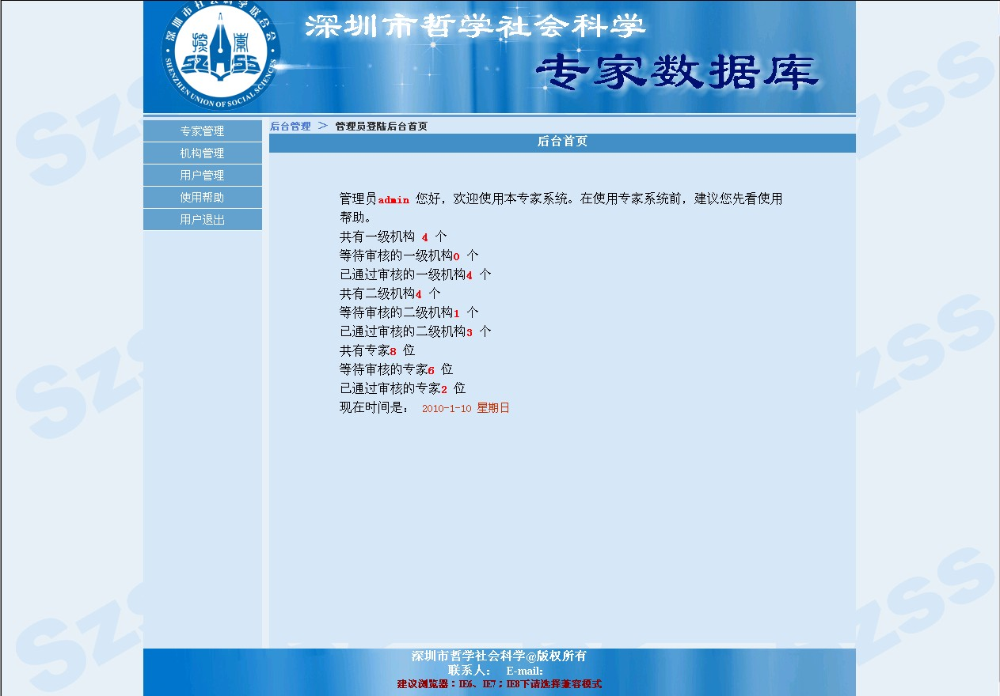 深圳市社会科学联合会
SZASS
SHENZHEN UNION OF SOCIAL SCIENCES
深圳市哲学社会科学
专家数据库
专家管理
机构管理
用户管理
使用帮助
用户退出
后台管理 > 管理员登陆后台首页
后台首页
管理员admin 您好，欢迎使用本专家系统。在使用专家系统前，建议您先看使用
帮助。
共有一级机构 4 个
等待审核的一级机构0 个
已通过审核的一级机构4 个
共有二级机构4 个
等待审核的二级机构1 个
已通过审核的二级机构3 个
共有专家8 位
等待审核的专家6 位
已通过审核的专家2 位
现在时间是： 2010-1-10 星期日
深圳市哲学社会科学@版权所有
联系人： E-mail:
建议浏览器：IE6、IE7；IE8下请选择兼容模式
szss
szss
szss
szss
szss
szss